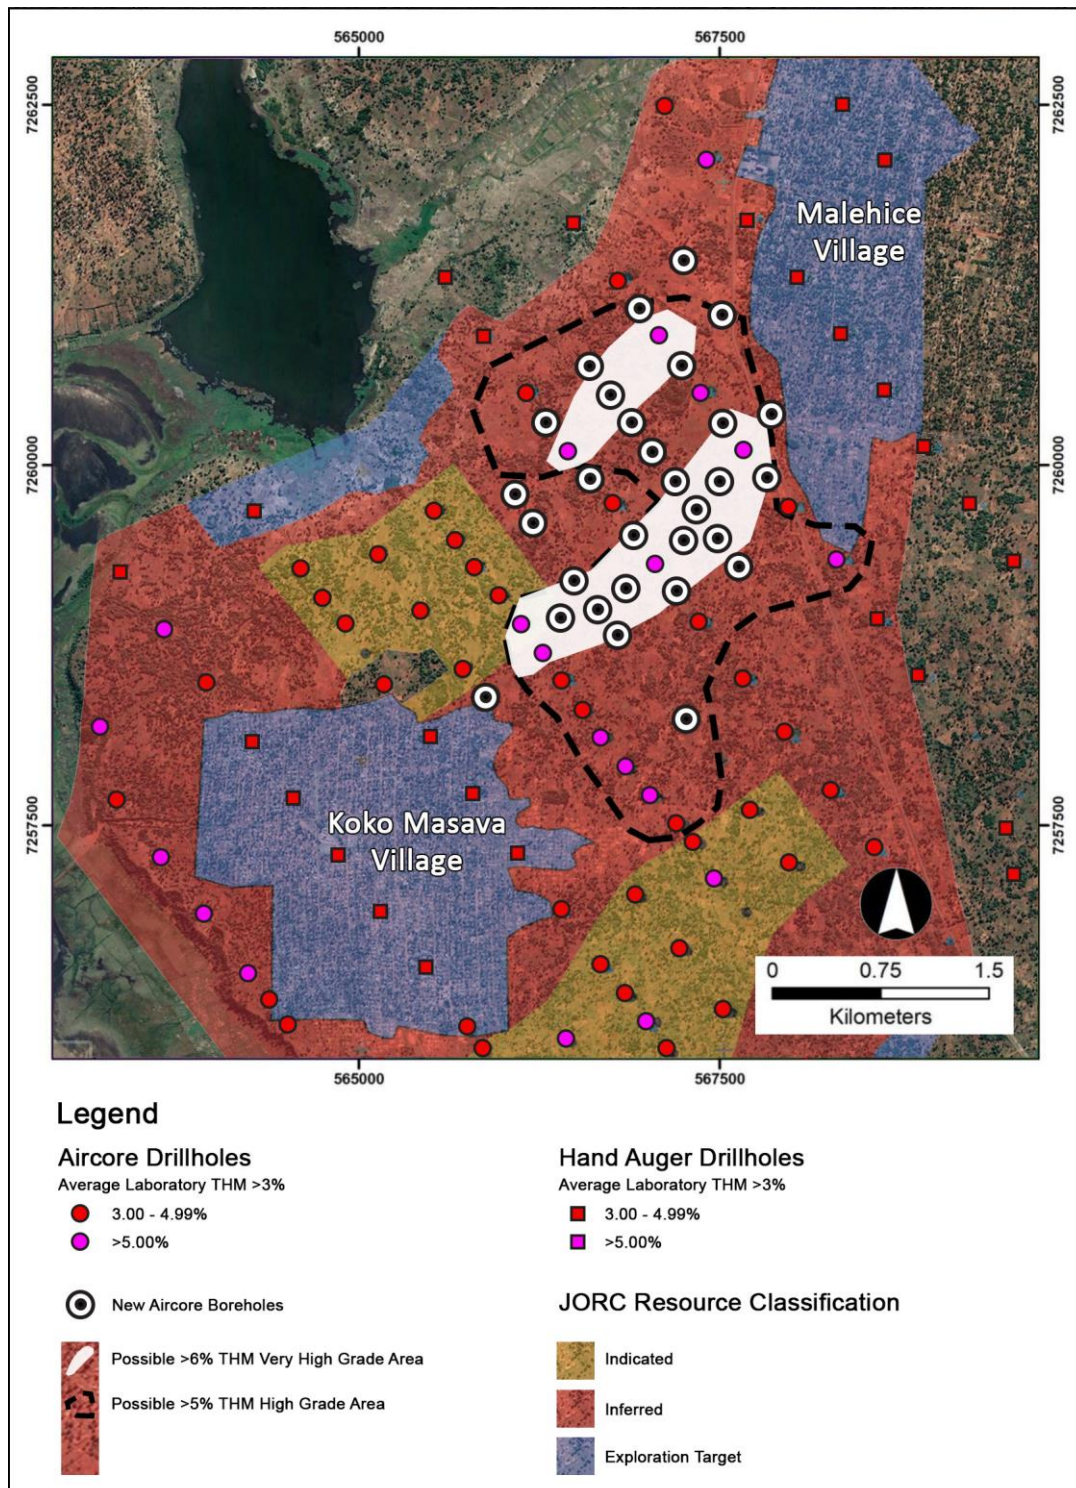 565000
567500
7262500
7262500
Malehice
Village
7260000
7260000
7257500
7257500
Koko Masava
Village
0
0.75
1.5
Kilometers
565000
567500
Legend
Aircore Drillholes
Average Laboratory THM >3%
3.00 - 4.99%
>5.00%
Hand Auger Drillholes
Average Laboratory THM >3%
3.00 - 4.99%
>5.00%
New Aircore Boreholes
Possible >6% THM Very High Grade Area
Possible >5% THM High Grade Area
JORC Resource Classification
Indicated
Inferred
Exploration Target